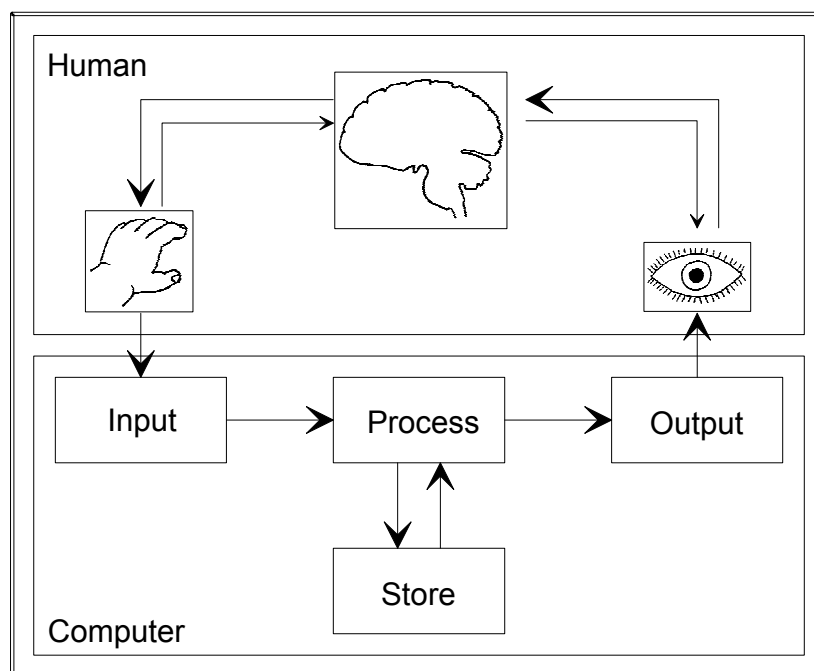 Human
Input
Process
Output
Store
Computer